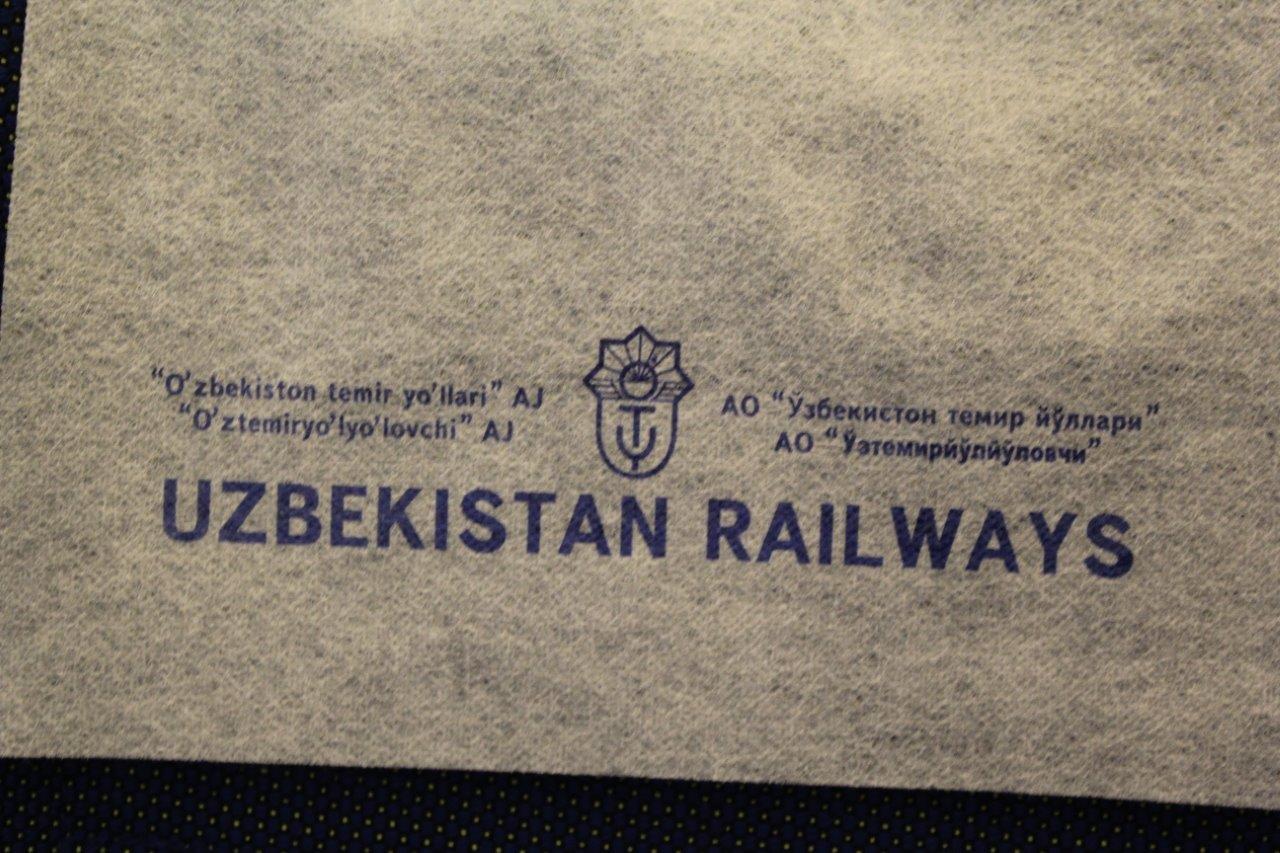 "O'zbekiston temir yo'llari" AJ
"O'ztemiryo'lyo'lovchi" AJ
АО "Ўзбекистон темир йўллари"
АО "Ўзтемирйўлйўловчи"
UZBEKISTAN RAILWAYS